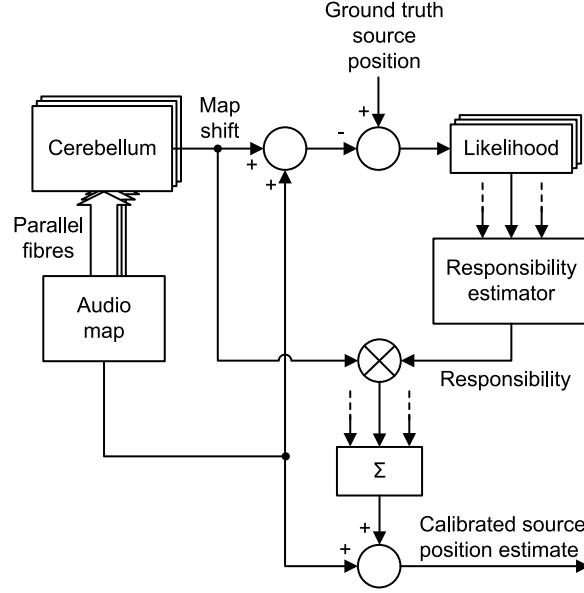 Ground truth
source
position
Map
shift
Cerebellum
+
+
+
-
Likelihood
Parallel
fibres
Audio
map
Responsibility
estimator
Responsibility
Σ
+
+
Calibrated source
position estimate